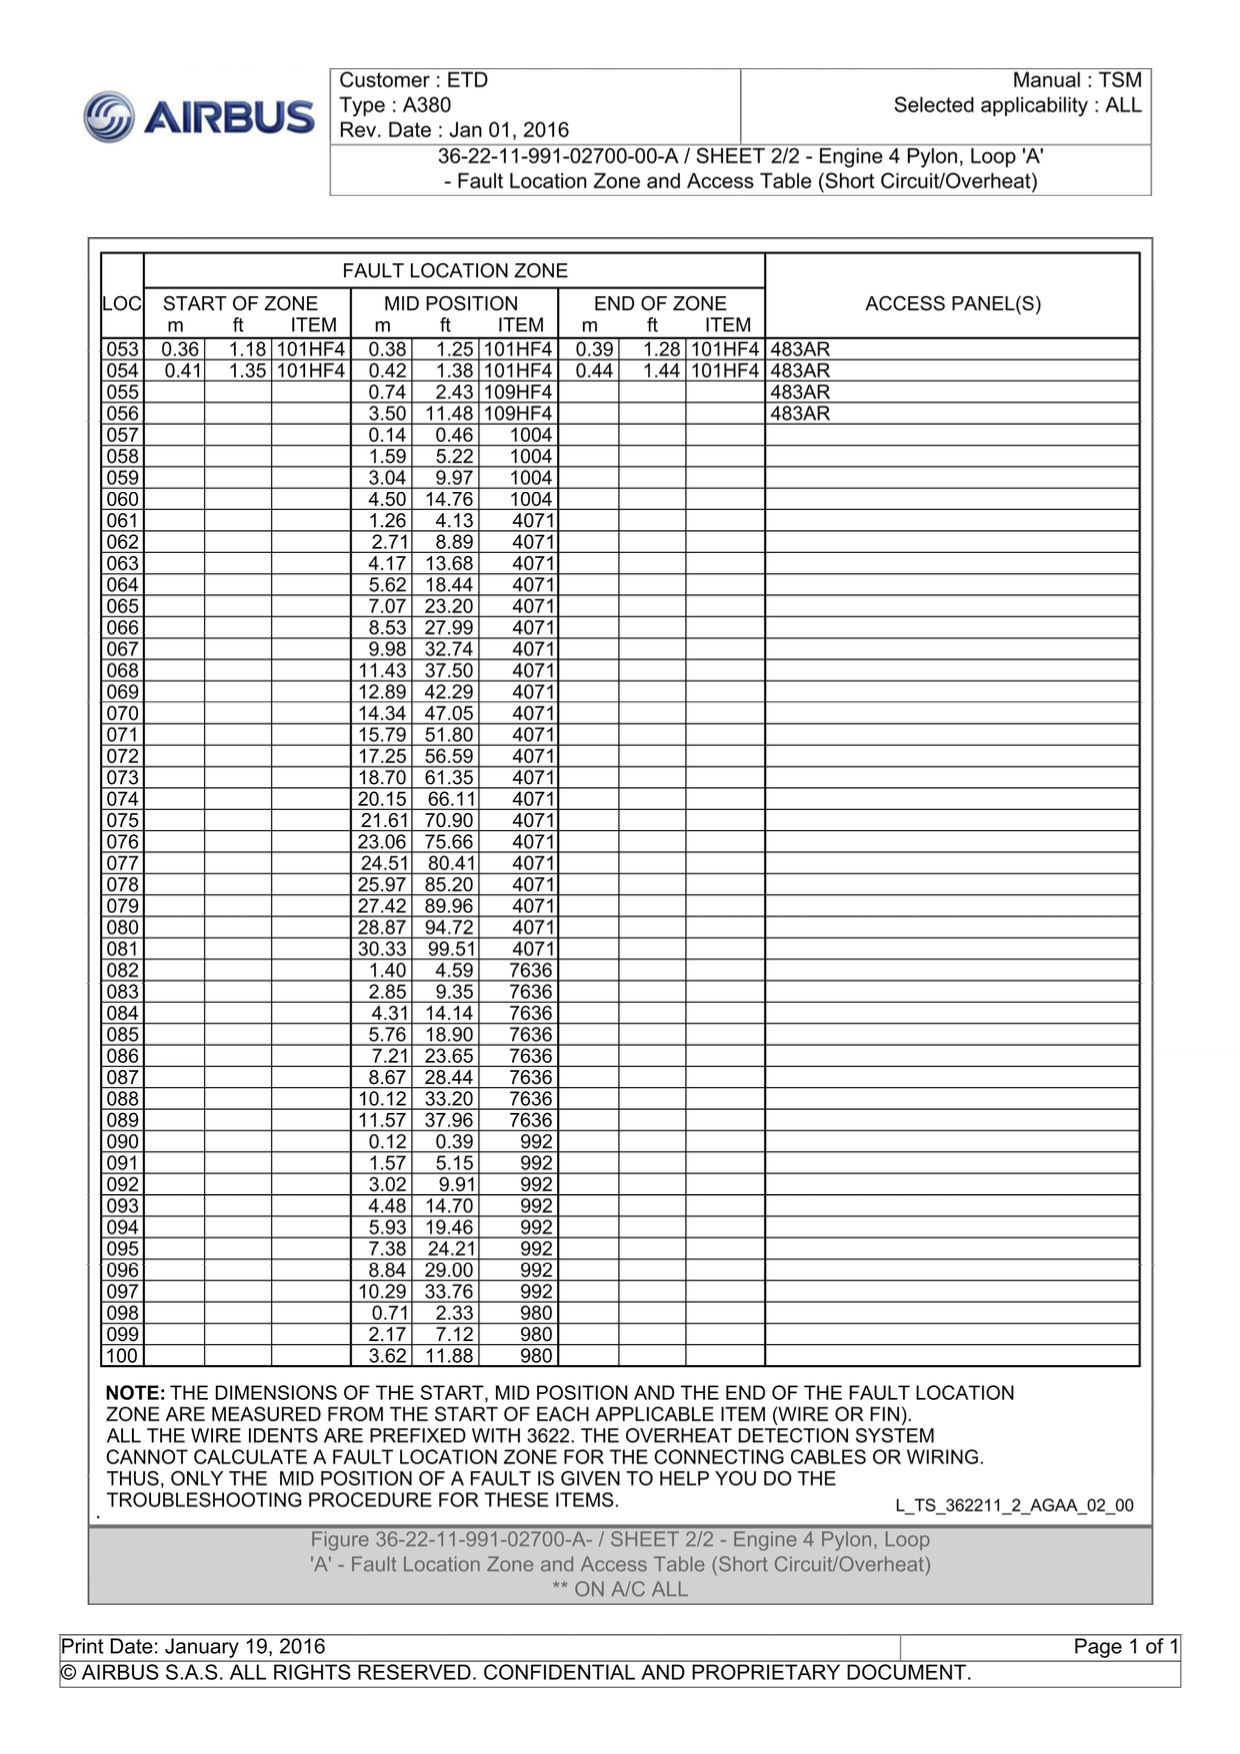 AIRBUS
Customer : ETD
Type : A380
Rev. Date : Jan 01, 2016
Manual : TSM
Selected applicability : ALL
36-22-11-991-02700-00-A / SHEET 2/2 - Engine 4 Pylon, Loop 'A'
- Fault Location Zone and Access Table (Short Circuit/Overheat)
FAULT LOCATION ZONE
LOC START OF ZONE MID POSITION END OF ZONE ACCESS PANEL(S)
m ft ITEM m ft ITEM m ft ITEM
053 0.36 1.18 101HF4 0.38 1.25 101HF4 0.39 1.28 101HF4 483AR
054 0.41 1.35 101HF4 0.42 1.38 101HF4 0.44 1.44 101HF4 483AR
055 0.74 2.43 109HF4 483AR
056 3.50 11.48 109HF4 483AR
057 0.14 0.46 1004
058 1.59 5.22 1004
059 3.04 9.97 1004
060 4.50 14.76 1004
061 1.26 4.13 4071
062 2.71 8.89 4071
063 4.17 13.68 4071
064 5.62 18.44 4071
065 7.07 23.20 4071
066 8.53 27.99 4071
067 9.98 32.74 4071
068 11.43 37.50 4071
069 12.89 42.29 4071
070 14.34 47.05 4071
071 15.79 51.80 4071
072 17.25 56.59 4071
073 18.70 61.35 4071
074 20.15 66.11 4071
075 21.61 70.90 4071
076 23.06 75.66 4071
077 24.51 80.41 4071
078 25.97 85.20 4071
079 27.42 89.96 4071
080 28.87 94.72 4071
081 30.33 99.51 4071
082 1.40 4.59 7636
083 2.85 9.35 7636
084 4.31 14.14 7636
085 5.76 18.90 7636
086 7.21 23.65 7636
087 8.67 28.44 7636
088 10.12 33.20 7636
089 11.57 37.96 7636
090 0.12 0.39 992
091 1.57 5.15 992
092 3.02 9.91 992
093 4.48 14.70 992
094 5.93 19.46 992
095 7.38 24.21 992
096 8.84 29.00 992
097 10.29 33.76 992
098 0.71 2.33 980
099 2.17 7.12 980
100 3.62 11.88 980
NOTE: THE DIMENSIONS OF THE START, MID POSITION AND THE END OF THE FAULT LOCATION
ZONE ARE MEASURED FROM THE START OF EACH APPLICABLE ITEM (WIRE OR FIN).
ALL THE WIRE IDENTS ARE PREFIXED WITH 3622. THE OVERHEAT DETECTION SYSTEM
CANNOT CALCULATE A FAULT LOCATION ZONE FOR THE CONNECTING CABLES OR WIRING.
THUS, ONLY THE MID POSITION OF A FAULT IS GIVEN TO HELP YOU DO THE
TROUBLESHOOTING PROCEDURE FOR THESE ITEMS.
L_TS_362211_2_AGAA_02_00
Figure 36-22-11-991-02700-A- / SHEET 2/2 - Engine 4 Pylon, Loop
'A' - Fault Location Zone and Access Table (Short Circuit/Overheat)
** ON A/C ALL
Print Date: January 19, 2016
Page 1 of 1
© AIRBUS S.A.S. ALL RIGHTS RESERVED. CONFIDENTIAL AND PROPRIETARY DOCUMENT.